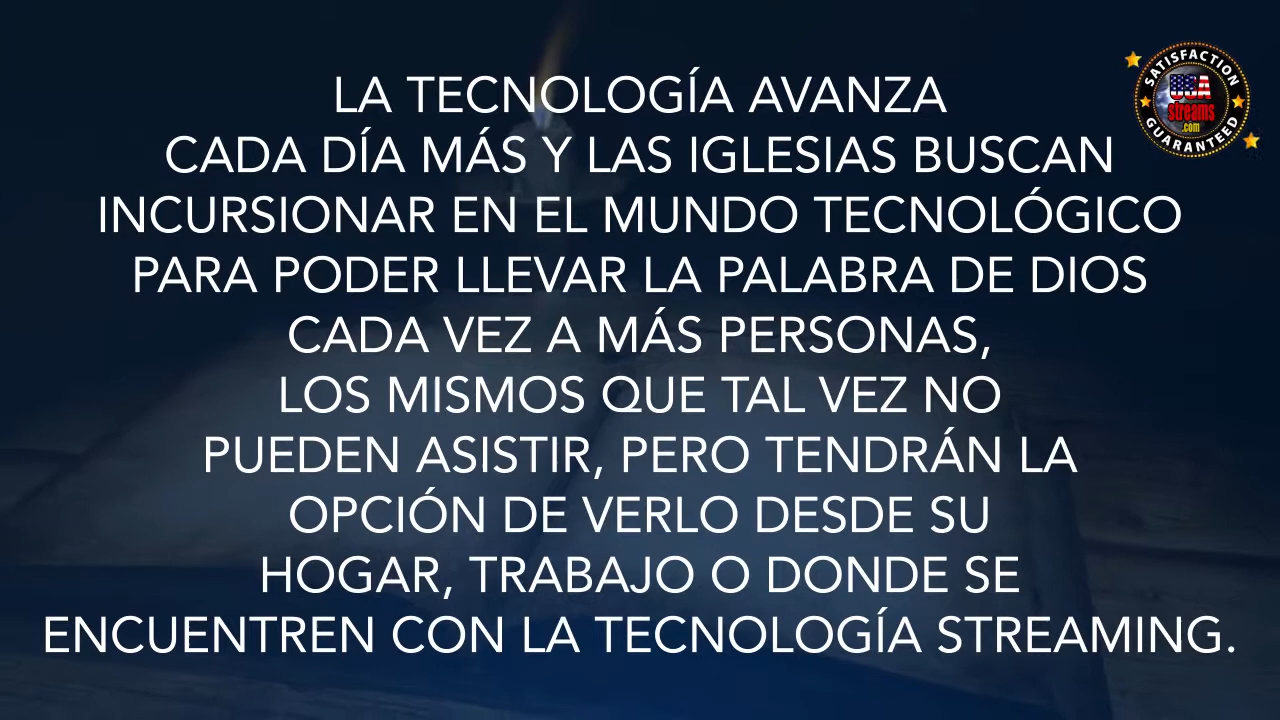 LA TECNOLOGÍA AVANZA
CADA DÍA MÁS Y LAS IGLESIAS BUSCAN
INCURSIONAR EN EL MUNDO TECNOLÓGICO
PARA PODER LLEVAR LA PALABRA DE DIOS
CADA VEZ A MÁS PERSONAS,
LOS MISMOS QUE TAL VEZ NO
PUEDEN ASISTIR, PERO TENDRÁN LA
OPCIÓN DE VERLO DESDE SU
HOGAR, TRABAJO O DONDE SE
ENCUENTREN CON LA TECNOLOGÍA STREAMING.
SATISFACTION
USA
streams
.com
GUARANTEED